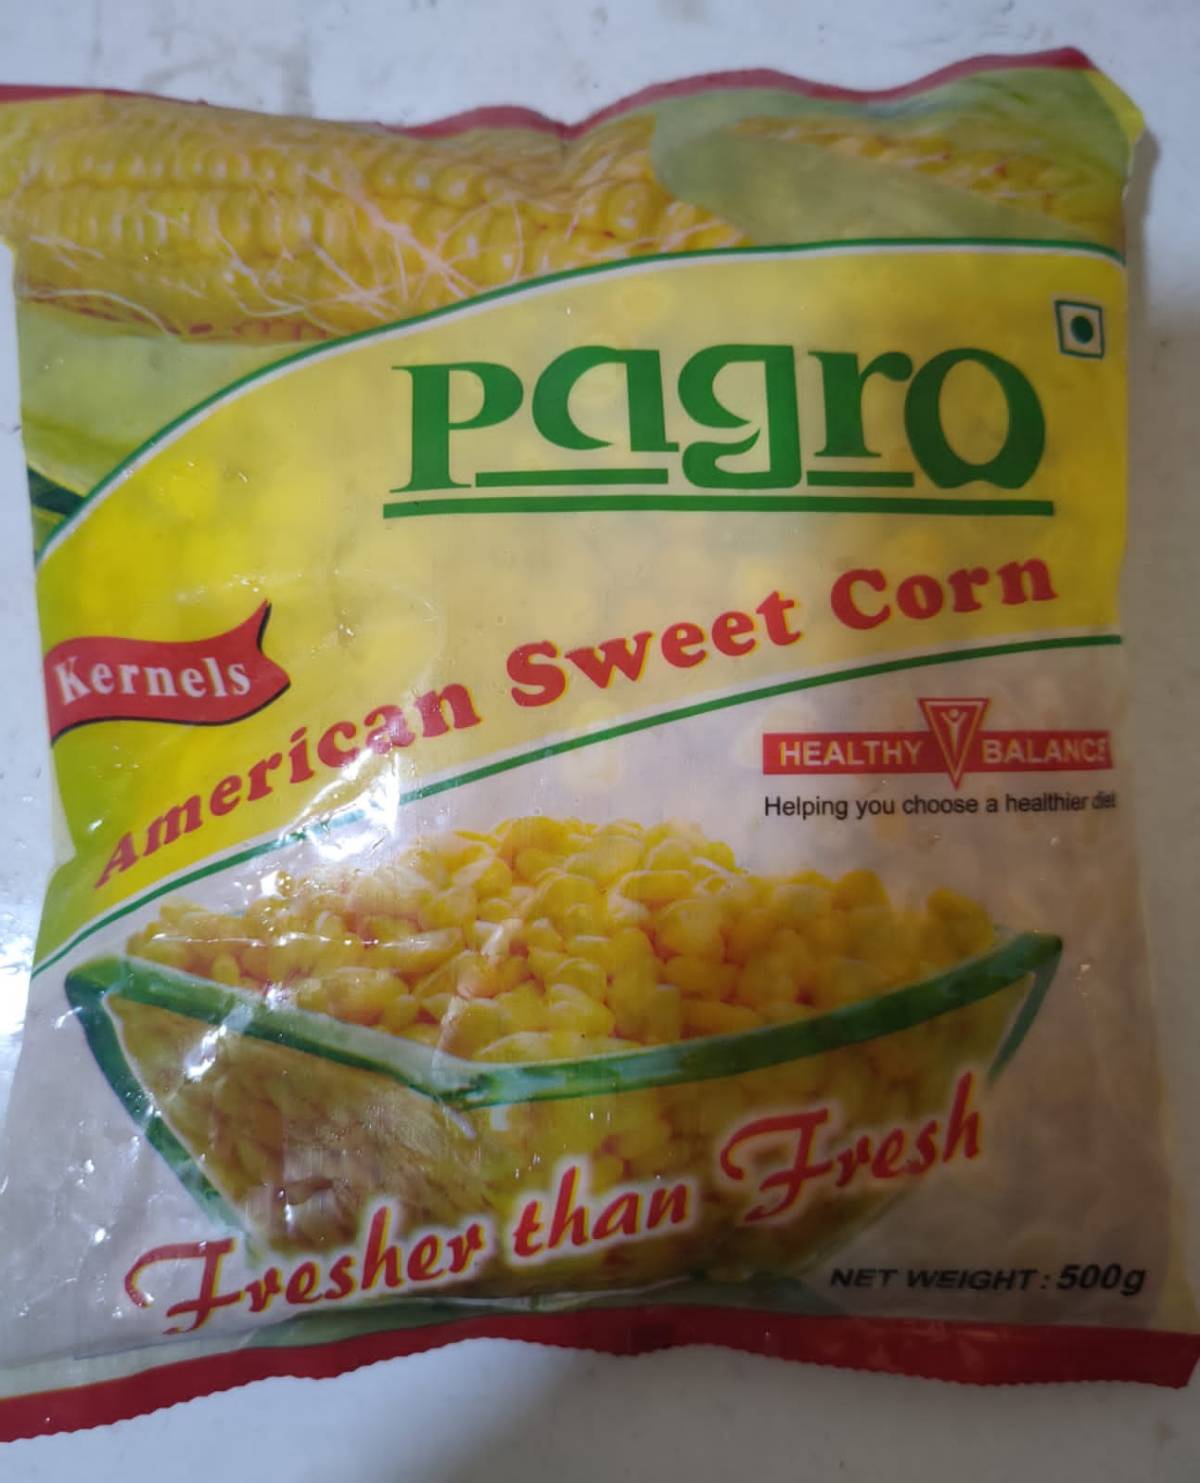 Pagro
Kernels
American Sweet Corn
HEALTHY BALANCE
Helping you choose a healthier diet
Fresher than Fresh
NET WEIGHT : 500g